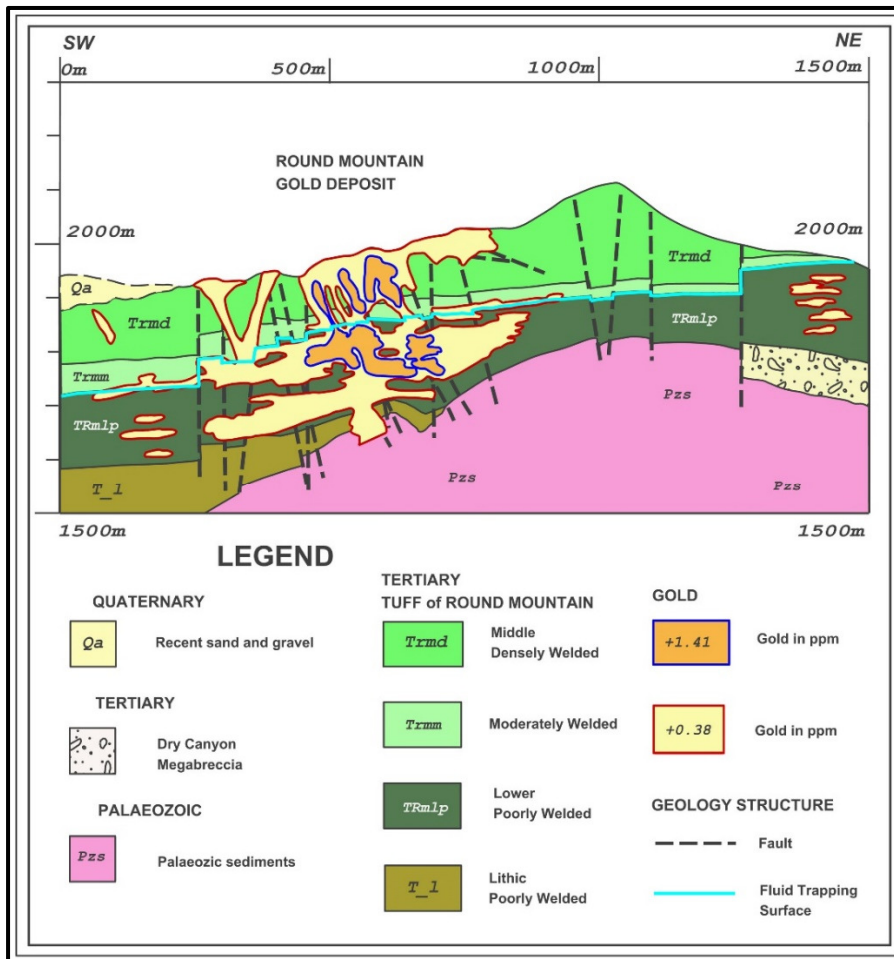 SW NE
0m 500m 1000m 1500m
ROUND MOUNTAIN
GOLD DEPOSIT
2000m 2000m
Qa
Trmd
Trmd
Trmm
TRmlp
TRmlp
T_l
Pzs
Pzs
Pzs
1500m 1500m
LEGEND
QUATERNARY
Qa Recent sand and gravel
TERTIARY
Dry Canyon
Megabreccia
PALAEOZOIC
Pzs Palaeozic sediments
TERTIARY
TUFF of ROUND MOUNTAIN
Trmd Middle
Densely Welded
Trmm Moderately Welded
TRmlp Lower
Poorly Welded
T_l Lithic
Poorly Welded
GOLD
+1.41 Gold in ppm
+0.38 Gold in ppm
GEOLOGY STRUCTURE
Fault
Fluid Trapping
Surface